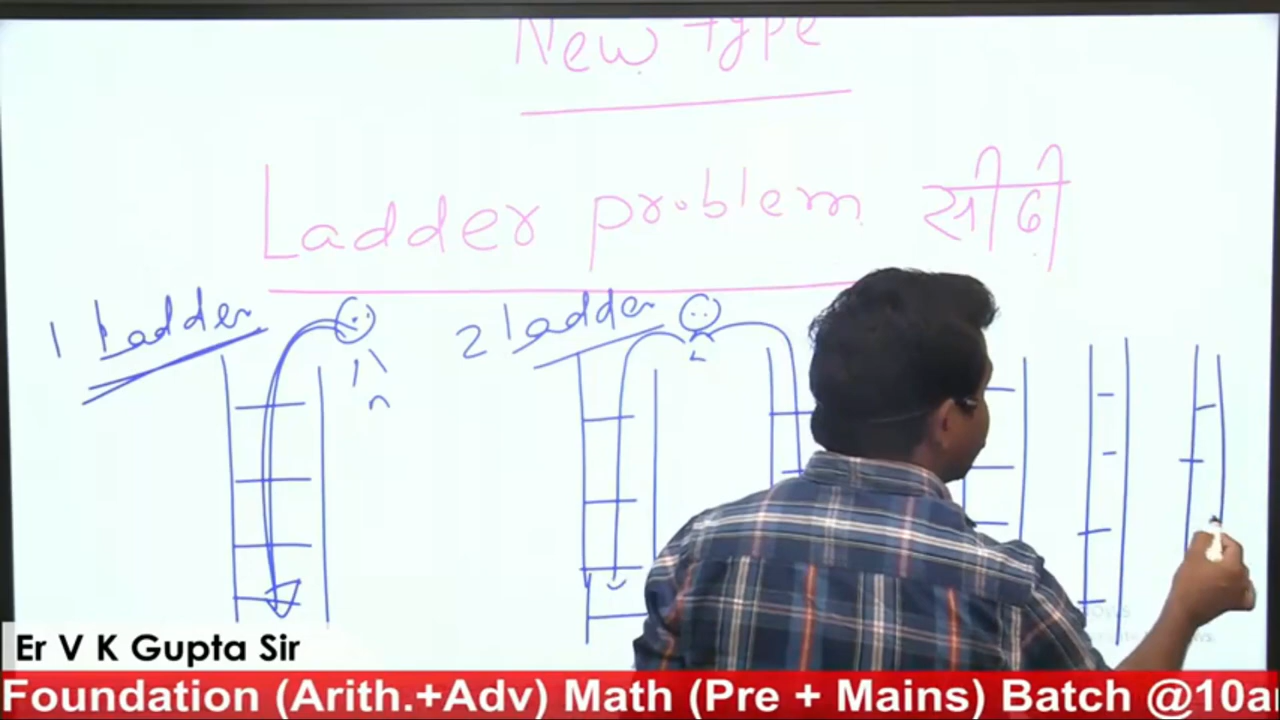 New type
Ladder problem सीढी
1 Ladder
2 ladder
Er V K Gupta Sir
Foundation (Arith.+Adv) Math (Pre + Mains) Batch @10a